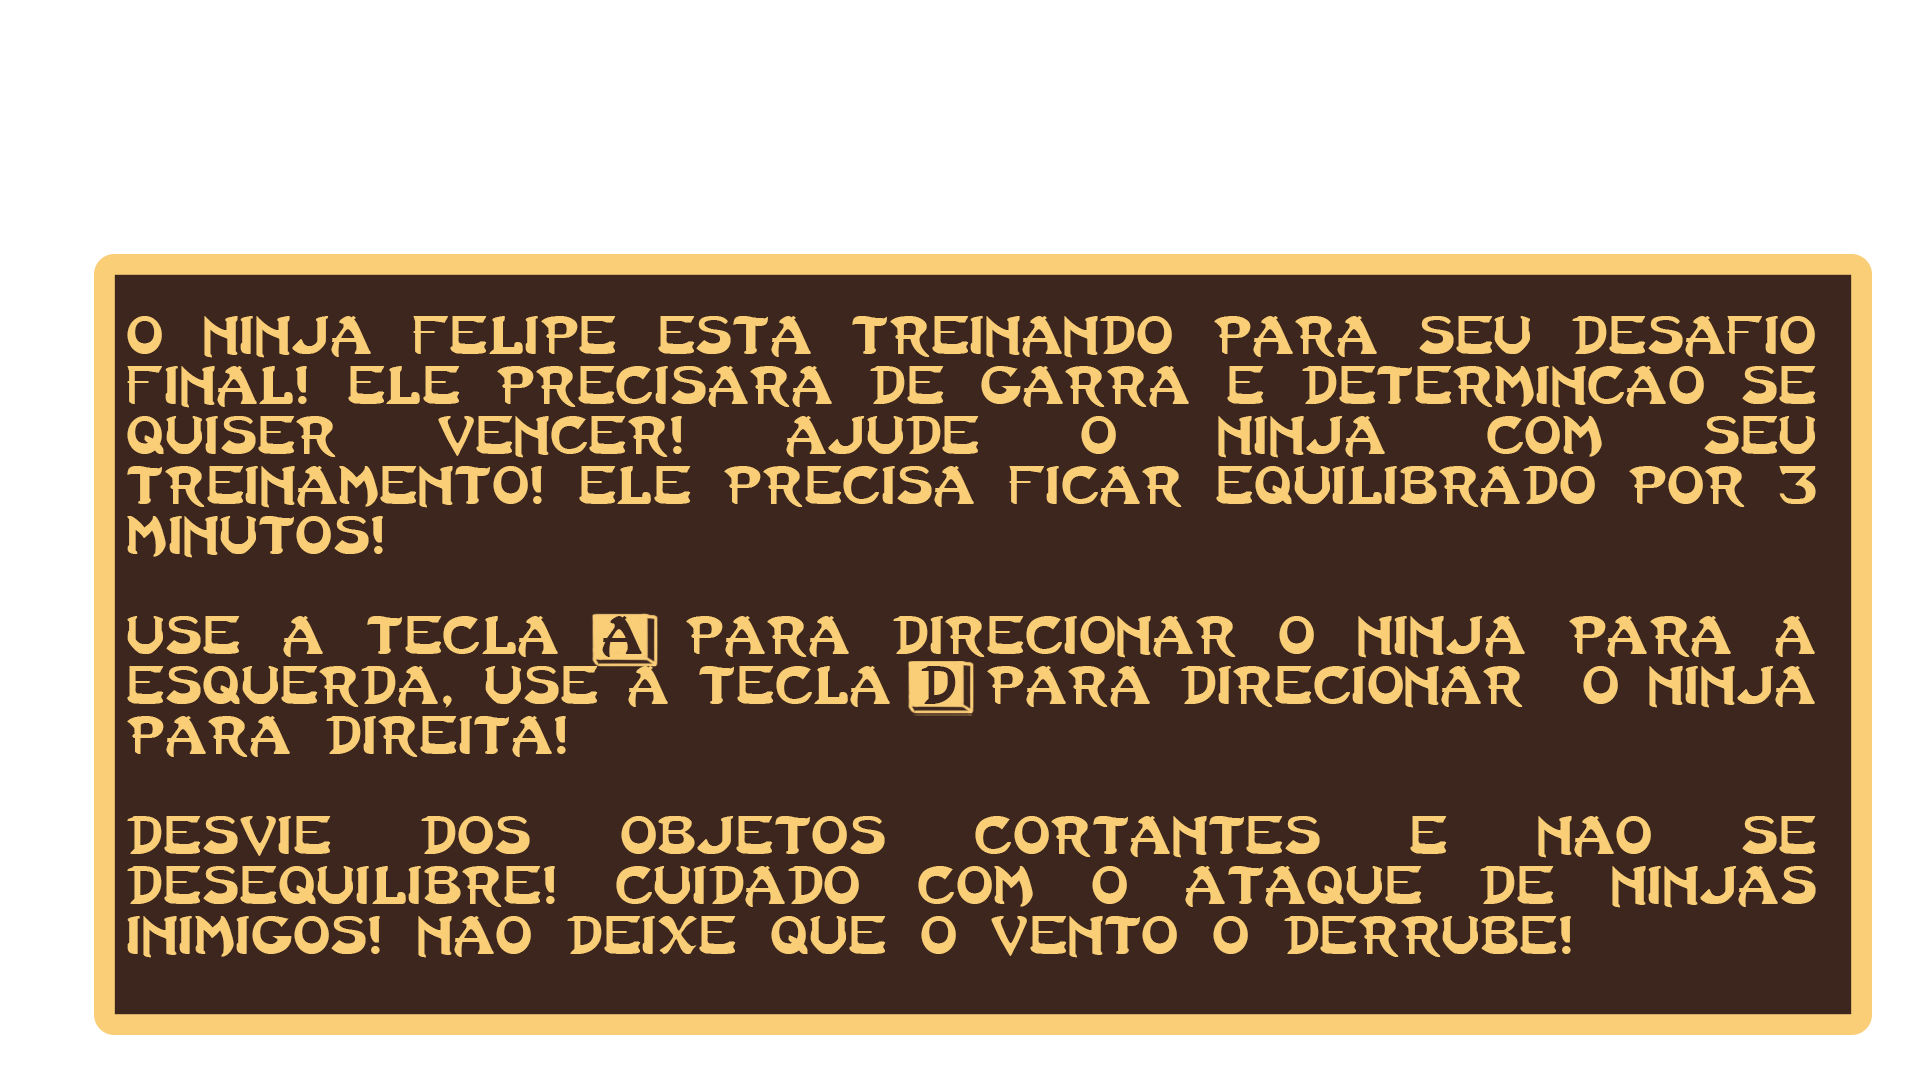 O NINJA FELIPE ESTA TREINANDO PARA SEU DESAFIO
FINAL! ELE PRECISARA DE GARRA E DETERMINCAO SE
QUISER VENCER! AJUDE O NINJA COM SEU
TREINAMENTO! ELE PRECISA FICAR EQUILIBRADO POR 3
MINUTOS!
USE A TECLA A PARA DIRECIONAR O NINJA PARA A
ESQUERDA, USE A TECLA D PARA DIRECIONAR O NINJA
PARA DIREITA!
DESVIE DOS OBJETOS CORTANTES E NAO SE
DESEQUILIBRE! CUIDADO COM O ATAQUE DE NINJAS
INIMIGOS! NAO DEIXE QUE O VENTO O DERRUBE!